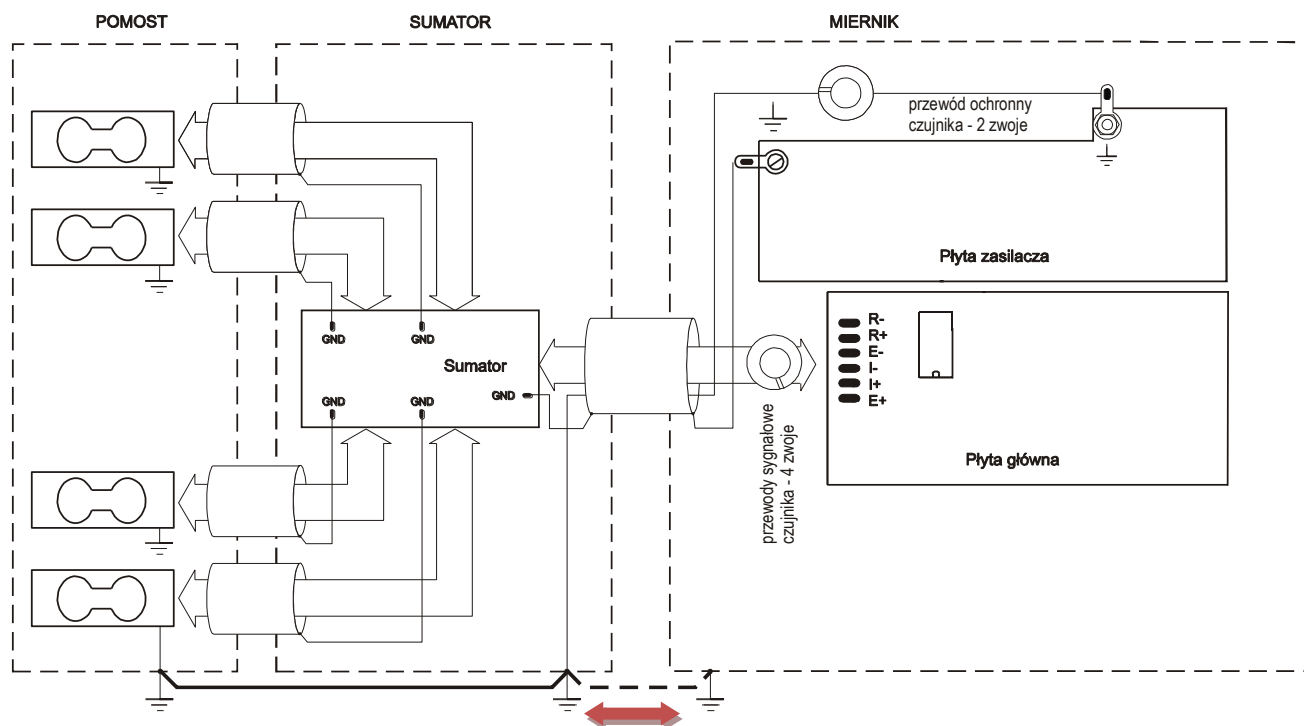 POMOST
SUMATOR
MIERNIK
przewód ochronny
czujnika - 2 zwoje
Płyta zasilacza
GND
GND
Sumator
GND
GND
GND
R-
R+
E-
I-
I+
E+
Płyta główna
przewody sygnałowe
czujnika - 4 zwoje